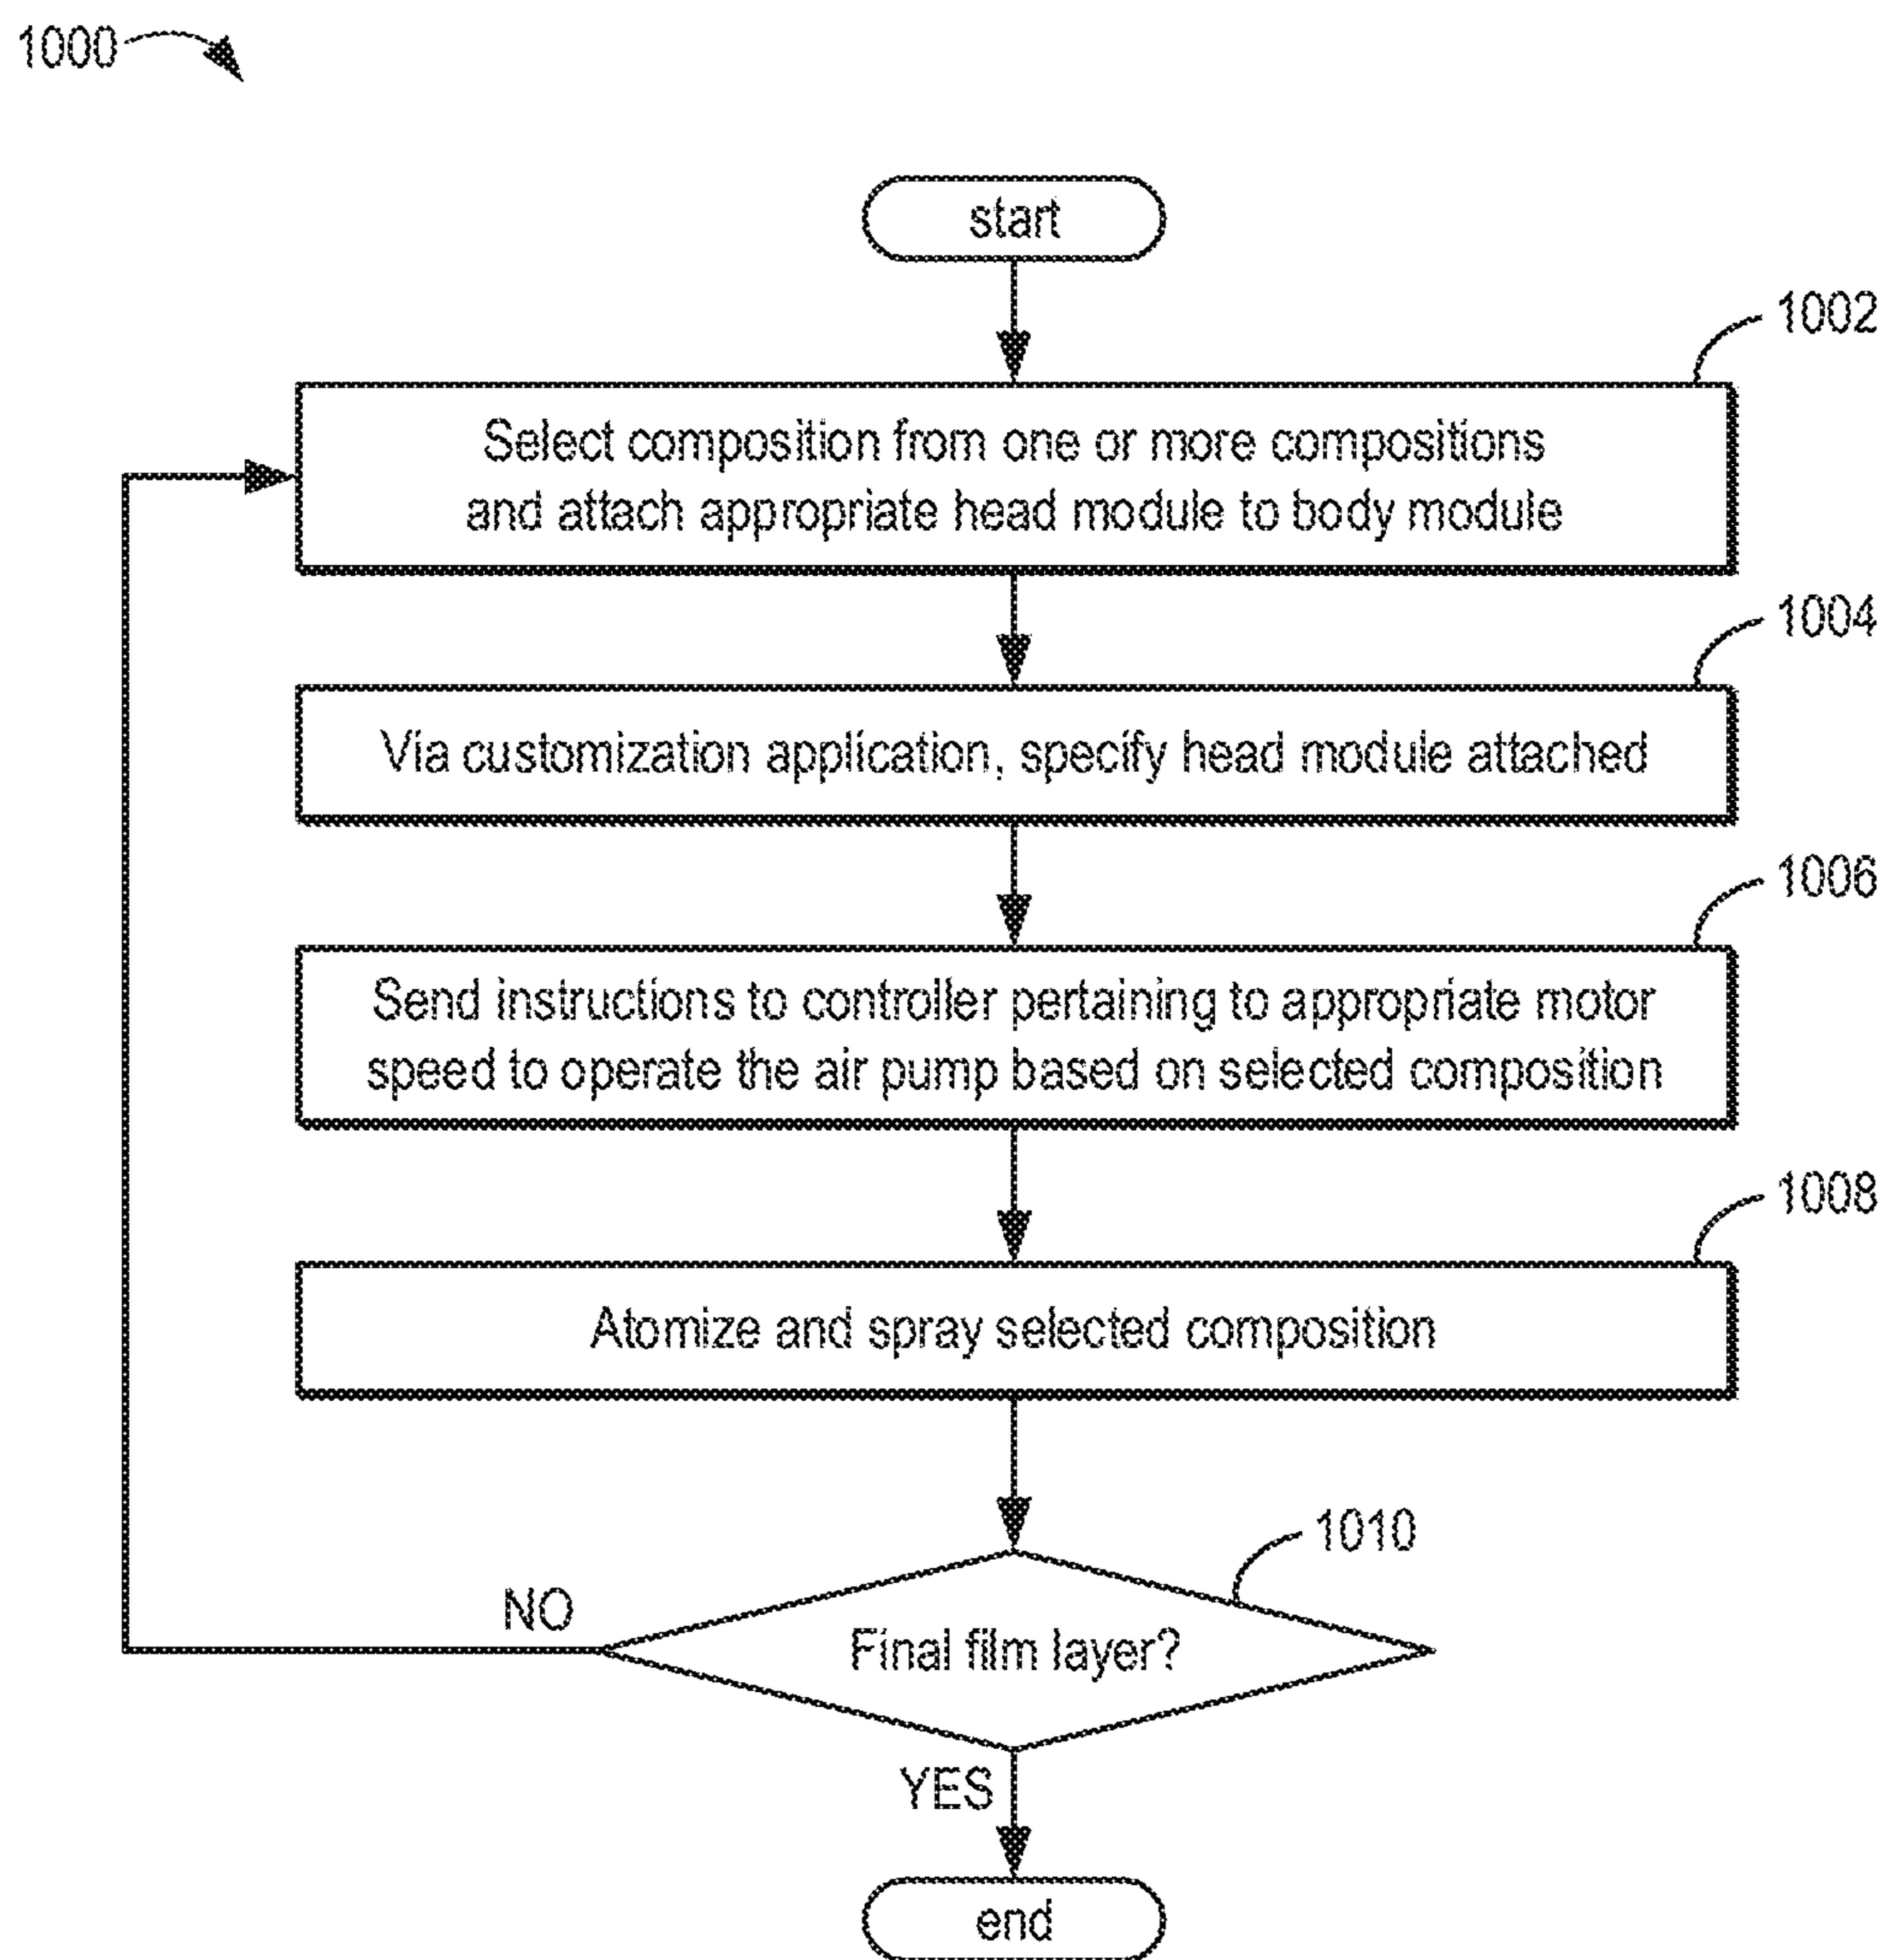 1000
start
1002
Select composition from one or more compositions
and attach appropriate head module to body module
1004
Via customization application, specify head module attached
1006
Send instructions to controller pertaining to appropriate motor
speed to operate the air pump based on selected composition
1008
Atomize and spray selected composition
1010
NO
Final film layer?
YES
end